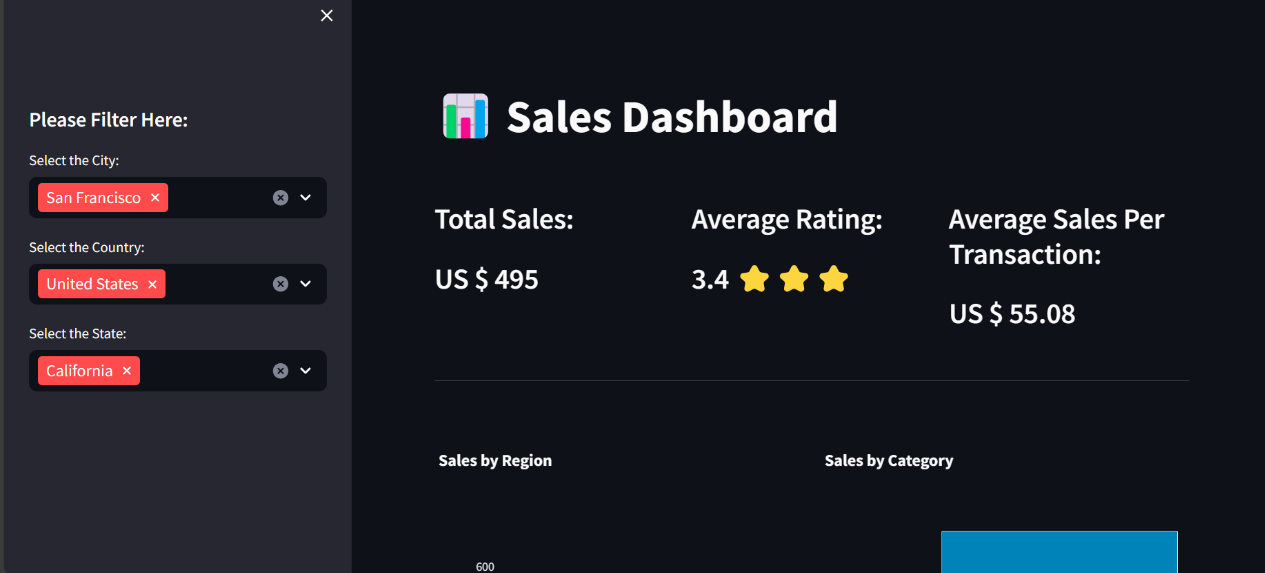 Please Filter Here:
Select the City:
San Francisco
Select the Country:
United States
Select the State:
California
Sales Dashboard
Total Sales:
US $ 495
Average Rating:
3.4
Average Sales Per
Transaction:
US $ 55.08
Sales by Region
600
Sales by Category